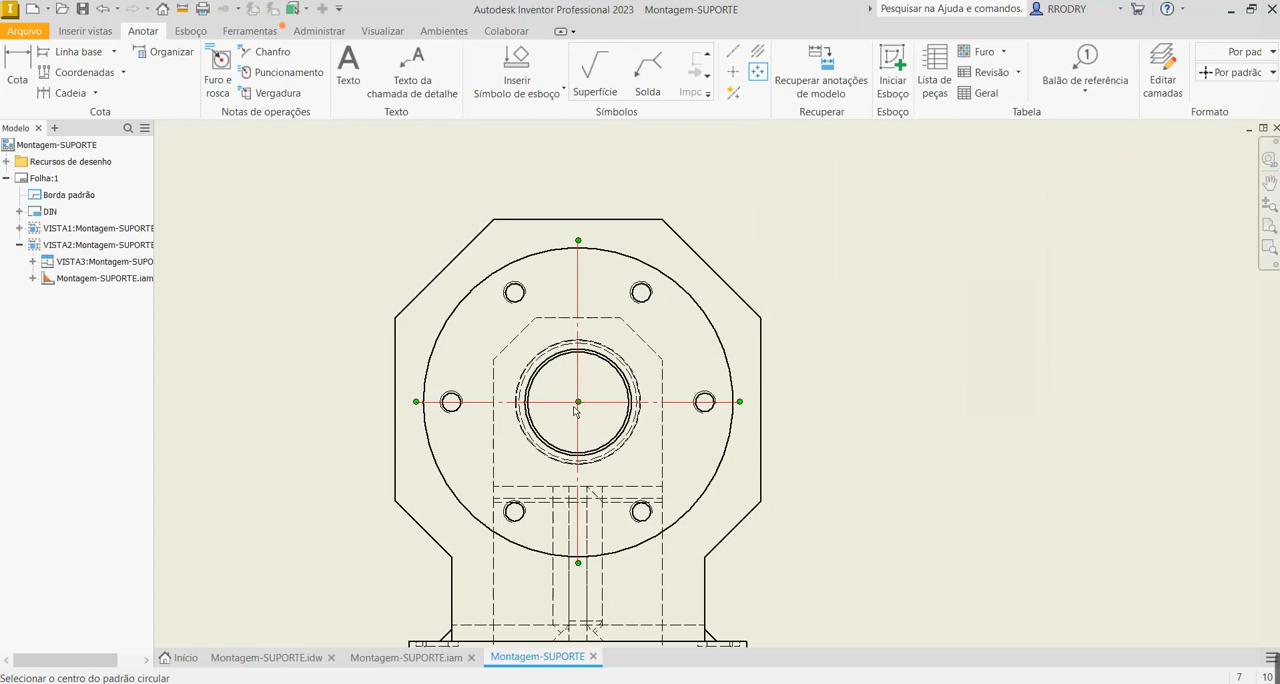 Autodesk Inventor Professional 2023 Montagem-SUPORTE
Pesquisar na Ajuda e comandos.
RRODRY
Arquivo
Inserir vistas
Anotar
Esboço
Ferramentas
Administrar
Visualizar
Ambientes
Colaborar
Cota
Linha base
Organizar
Coordenadas
Cadeia
Cota
Furo e
rosca
Chanfro
Puncionamento
Vergadura
Notas de operações
Texto
Texto da
chamada de detalhe
Texto
Inserir
Símbolo de esboço
Superfície
Solda
Impc
Símbolos
Recuperar anotações
de modelo
Recuperar
Iniciar
Esboço
Esboço
Lista de
peças
Furo
Revisão
Geral
Balão de referência
Tabela
Editar
camadas
Por pad
Por padrão
Formato
Modelo
Montagem-SUPORTE
Recursos de desenho
Folha:1
Borda padrão
DIN
VISTA1:Montagem-SUPORTE
VISTA2:Montagem-SUPORTE
VISTA3:Montagem-SUPO
Montagem-SUPORTE.iam
Início
Montagem-SUPORTE.idw
Montagem-SUPORTE.iam
Montagem-SUPORTE
Selecionar o centro do padrão circular
7 10